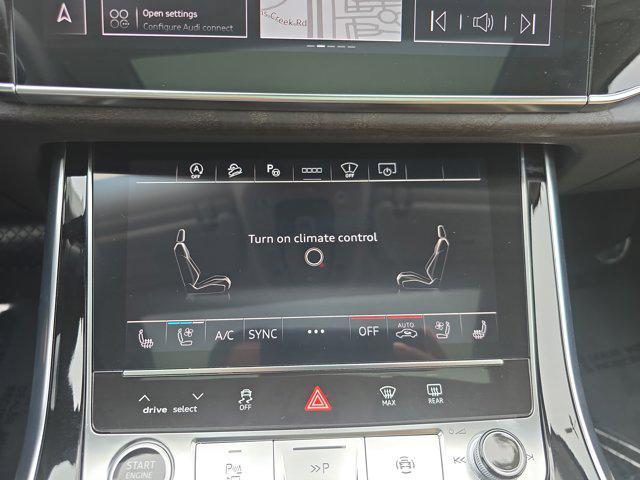 Open settings
Configure Audi connect
s Creek Rd
OFF
P
OFF
Turn on climate control
A/C SYNC ••• OFF AUTO
drive select OFF MAX REAR
START
ENGINE
P >>P